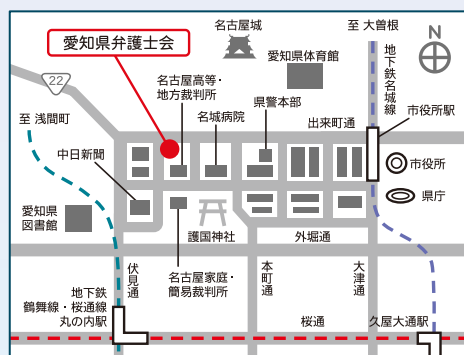 名古屋城
至 大曽根
N
愛知県弁護士会
愛知県体育館
地下鉄名城線
22
名古屋高等・
地方裁判所
県警本部
市役所駅
至 浅間町
名城病院
出来町通
中日新聞
市役所
県庁
愛知県
図書館
護国神社
外堀通
伏見通
名古屋家庭・
簡易裁判所
本町通
大津通
地下鉄
鶴舞線・桜通線
丸の内駅
桜通
久屋大通駅